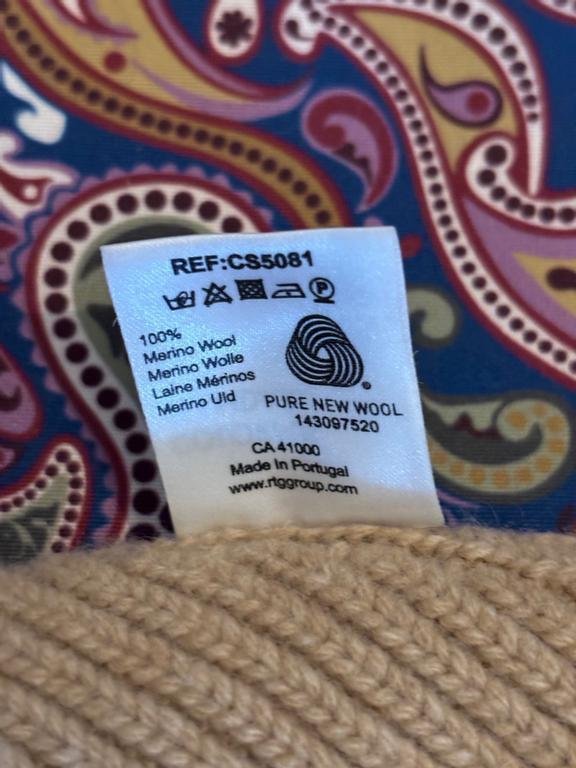 REF:CS5081
P
100%
Merino Wool
Merino Wolle
Laine Mérinos
Merino Uld
®
PURE NEW WOOL
143097520
CA 41000
Made In Portugal
www.rtggroup.com